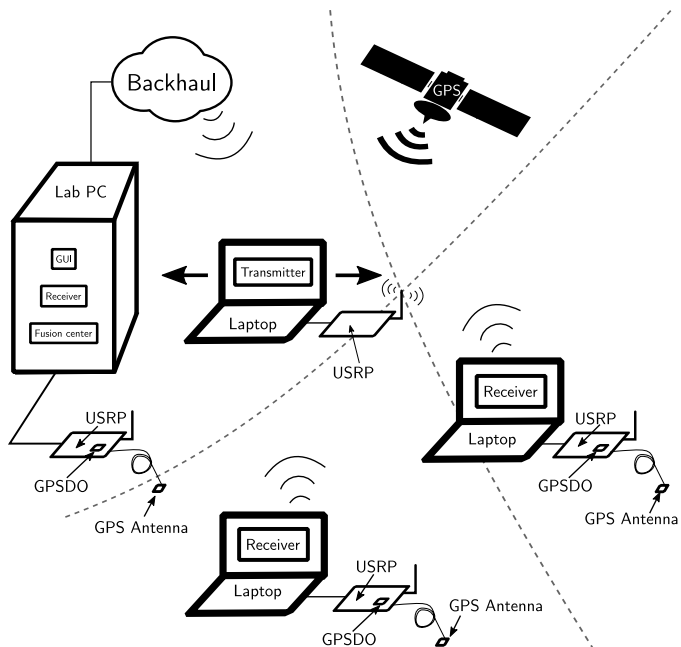 Backhaul
GPS
Lab PC
GUI
Receiver
Fusion center
Transmitter
Laptop
USRP
USRP
GPSDO
GPS Antenna
Receiver
Laptop
USRP
GPSDO
GPS Antenna
Receiver
Laptop
USRP
GPSDO
GPS Antenna